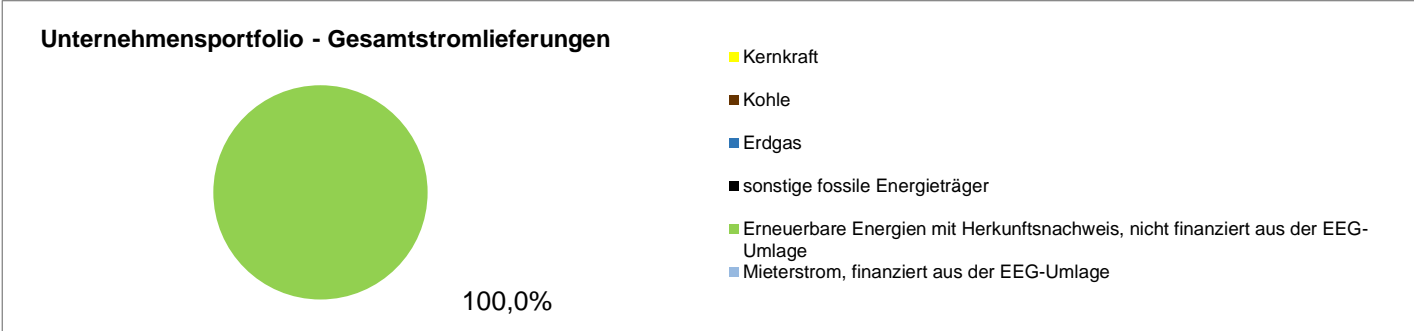 Unternehmensportfolio - Gesamtstromlieferungen
Kernkraft
Kohle
Erdgas
sonstige fossile Energieträger
Erneuerbare Energien mit Herkunftsnachweis, nicht finanziert aus der EEG-
Umlage
Mieterstrom, finanziert aus der EEG-Umlage
100,0%